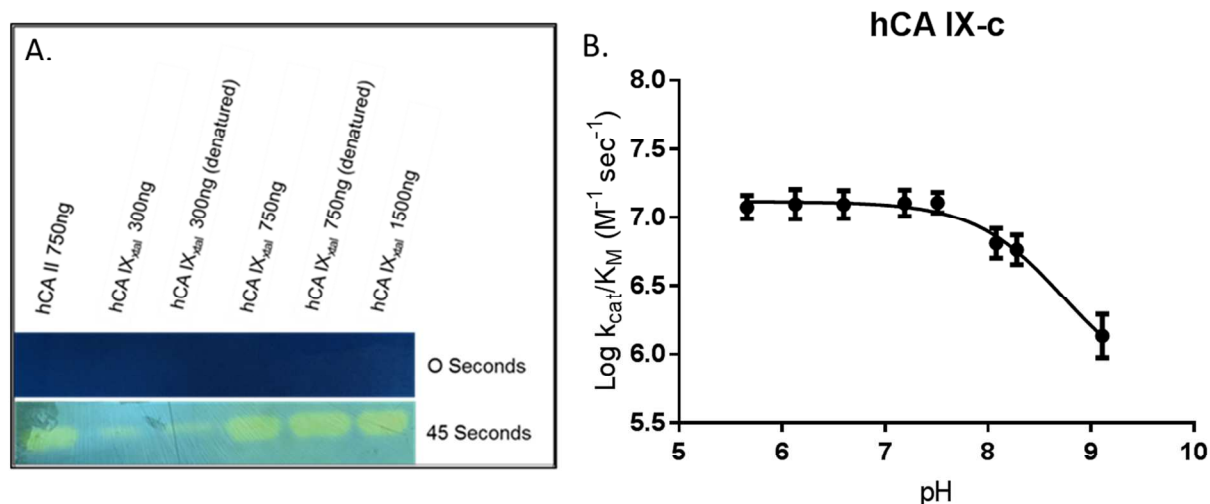 A.
hCA II 750ng
hCA IXxtal 300ng
hCA IXxtal 300ng (denatured)
hCA IXxtal 750ng
hCA IXxtal 750ng (denatured)
hCA IXxtal 1500ng
O Seconds
45 Seconds
B.
hCA IX-c
Log kcat/KM (M-1 sec-1)
8.0
7.5
7.0
6.5
6.0
5.5
5 6 7 8 9 10
pH